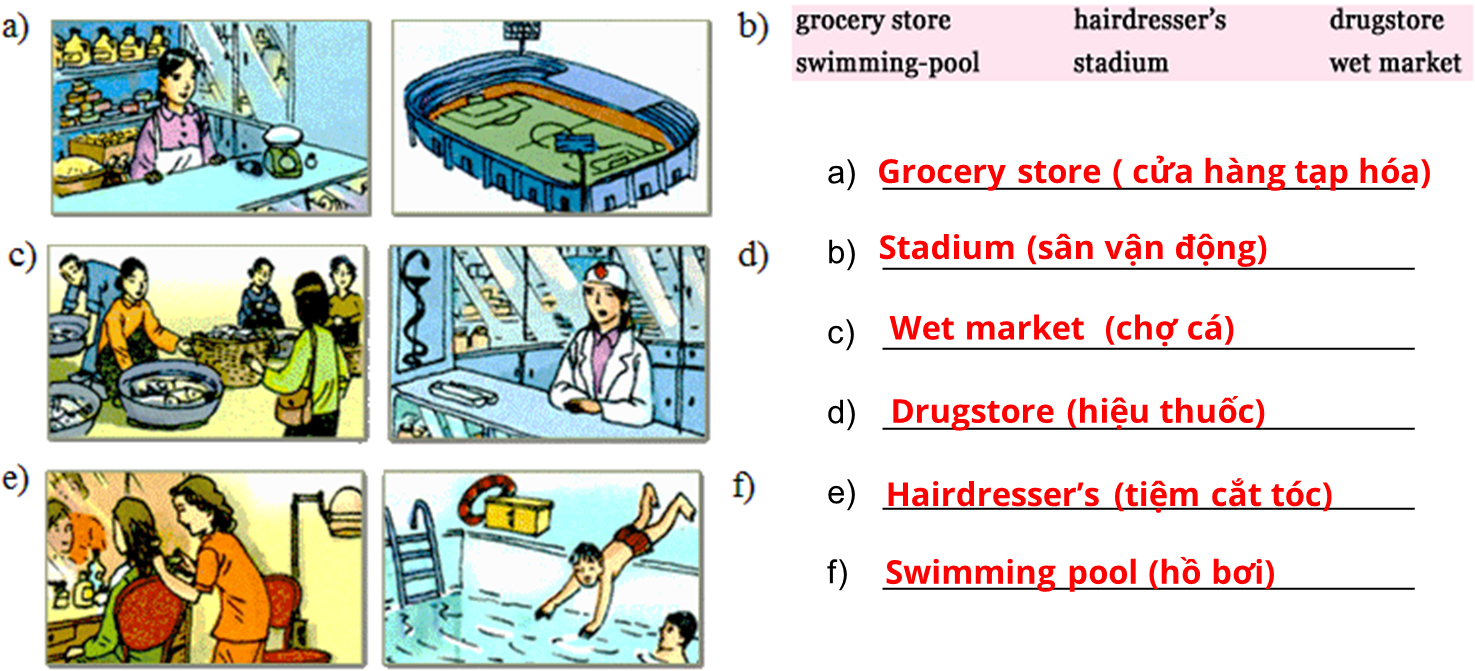 a)
b)
grocery store hairdresser's drugstore
swimming-pool stadium wet market
a) Grocery store ( cửa hàng tạp hóa)
b) Stadium (sân vận động)
c)
d)
c) Wet market (chợ cá)
d) Drugstore (hiệu thuốc)
e)
f)
e) Hairdresser's (tiệm cắt tóc)
f) Swimming pool (hồ bơi)